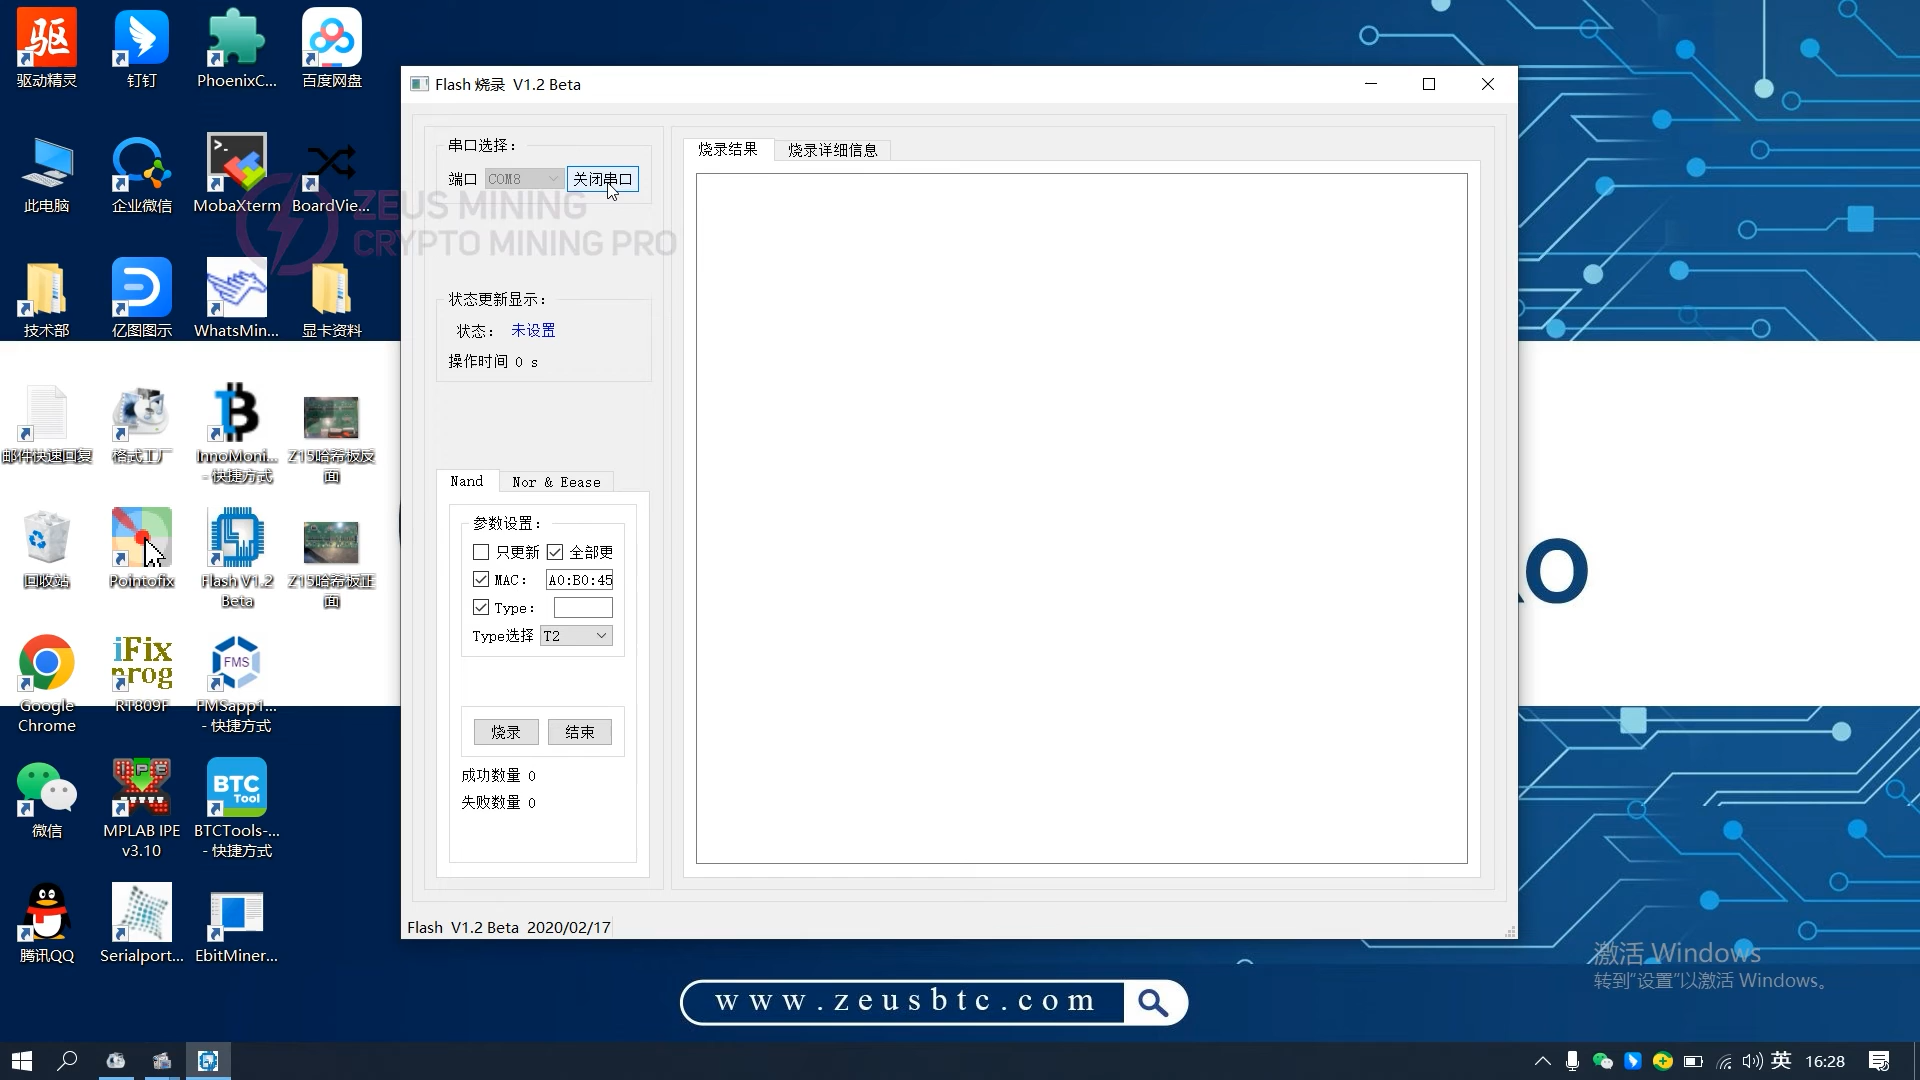 驱
驱动精灵
钉钉
PhoenixC...
百度网盘
此电脑
企业微信
MobaXterm
BoardVie...
技术部
亿图图示
WhatsMin...
显卡资料
邮件快速回复
格式工厂
InnoMoni...
- 快捷方式
Z15哈希板反
面
回收站
Pointofix
Flash V1.2
Beta
Z15哈希板正
面
Google
Chrome
iFix
prog
RT809F
FMS
FMSapp1...
- 快捷方式
微信
IPE
MPLAB IPE
v3.10
BTC
Tool
BTCTools-...
- 快捷方式
腾讯QQ
Serialport...
EbitMiner...
Flash 烧录 V1.2 Beta
串口选择:
端口 COM8 关闭串口
ZEUS MINING
CRYPTO MINING PRO
状态更新显示:
状态: 未设置
操作时间 0 s
Nand Nor & Eease
参数设置:
只更新 全部更
MAC: A0:B0:45
Type:
Type选择 T2
烧录 结束
成功数量 0
失败数量 0
烧录结果 烧录详细信息
Flash V1.2 Beta 2020/02/17
O
激活 Windows
转到"设置"以激活 Windows。
www.zeusbtc.com
英 16:28